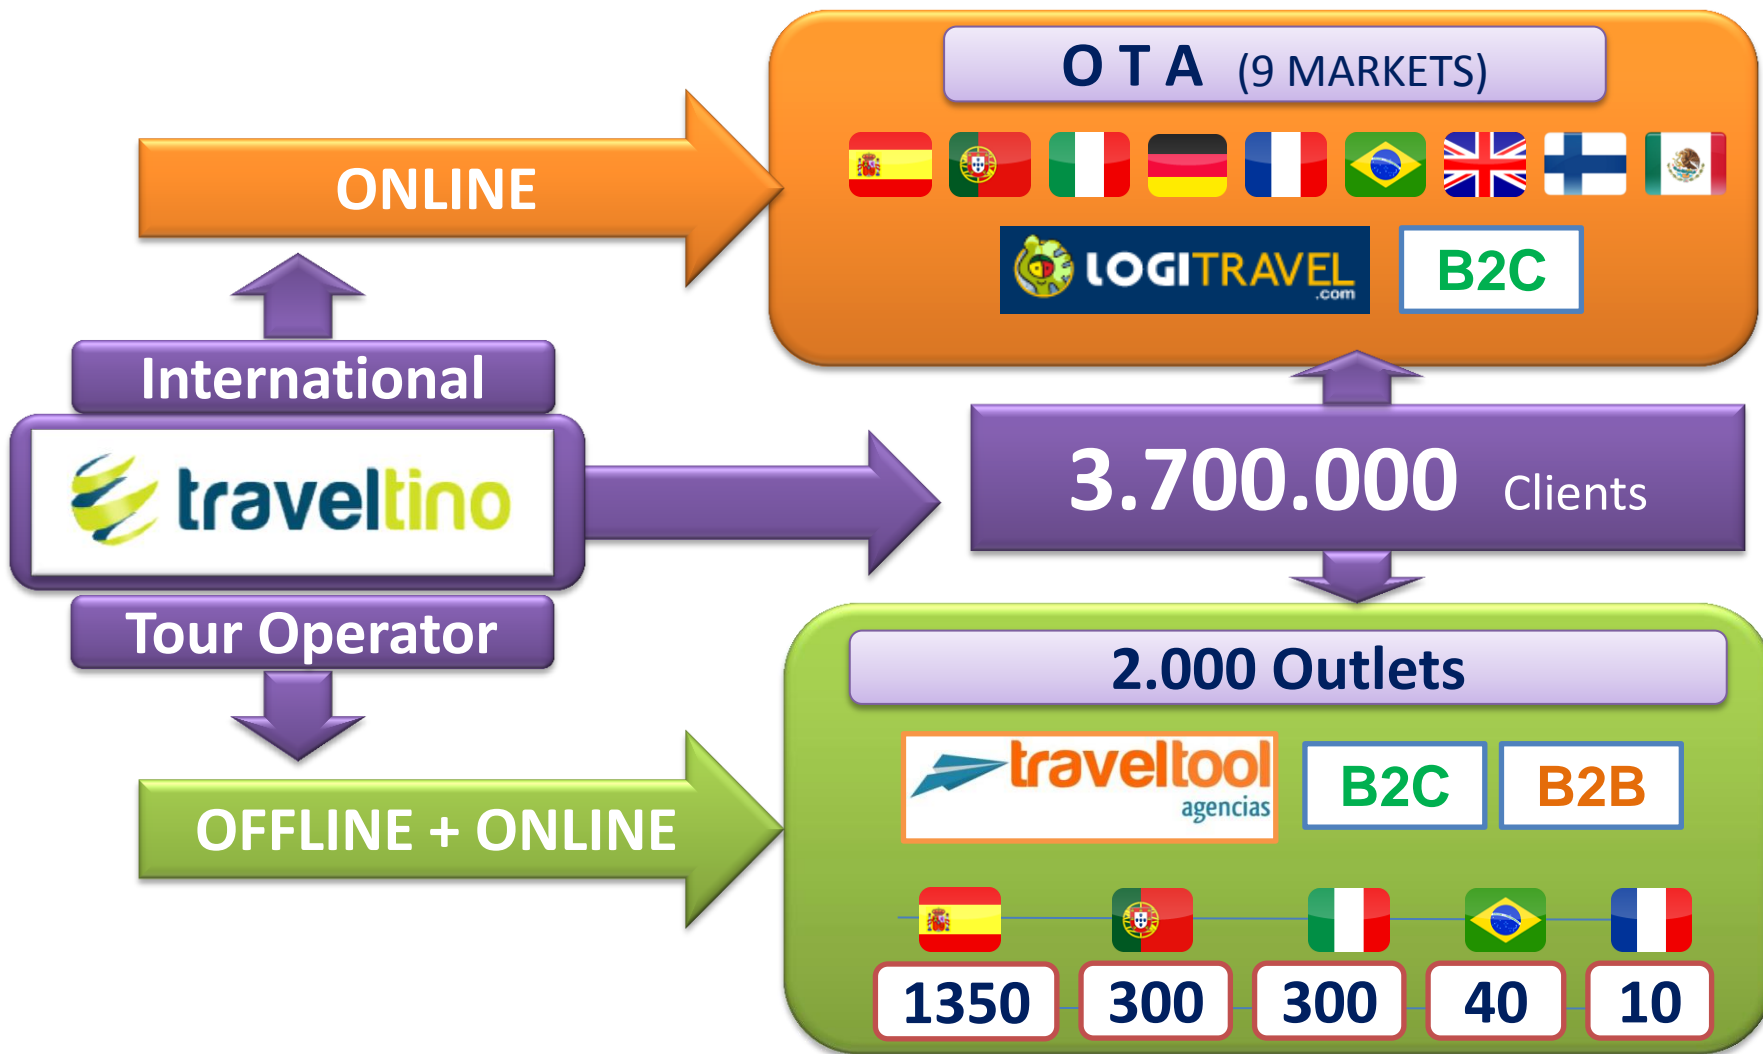 O T A (9 MARKETS)
ONLINE
LOGITRAVEL
.com
B2C
International
traveltino
3.700.000 Clients
Tour Operator
2.000 Outlets
traveltool
agencias
B2C
B2B
OFFLINE + ONLINE
1350 300 300 40 10